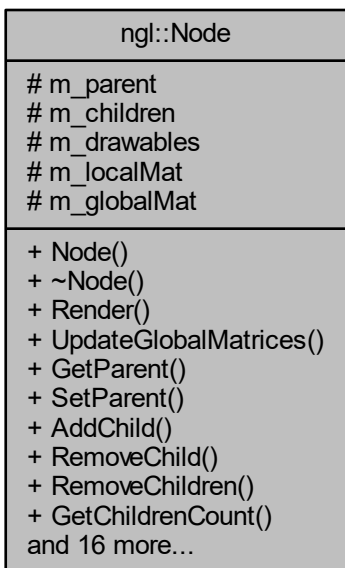 ngl::Node
# m_parent
# m_children
# m_drawables
# m_localMat
# m_globalMat
+ Node()
+ ~Node()
+ Render()
+ UpdateGlobalMatrices()
+ GetParent()
+ SetParent()
+ AddChild()
+ RemoveChild()
+ RemoveChildren()
+ GetChildrenCount()
and 16 more...